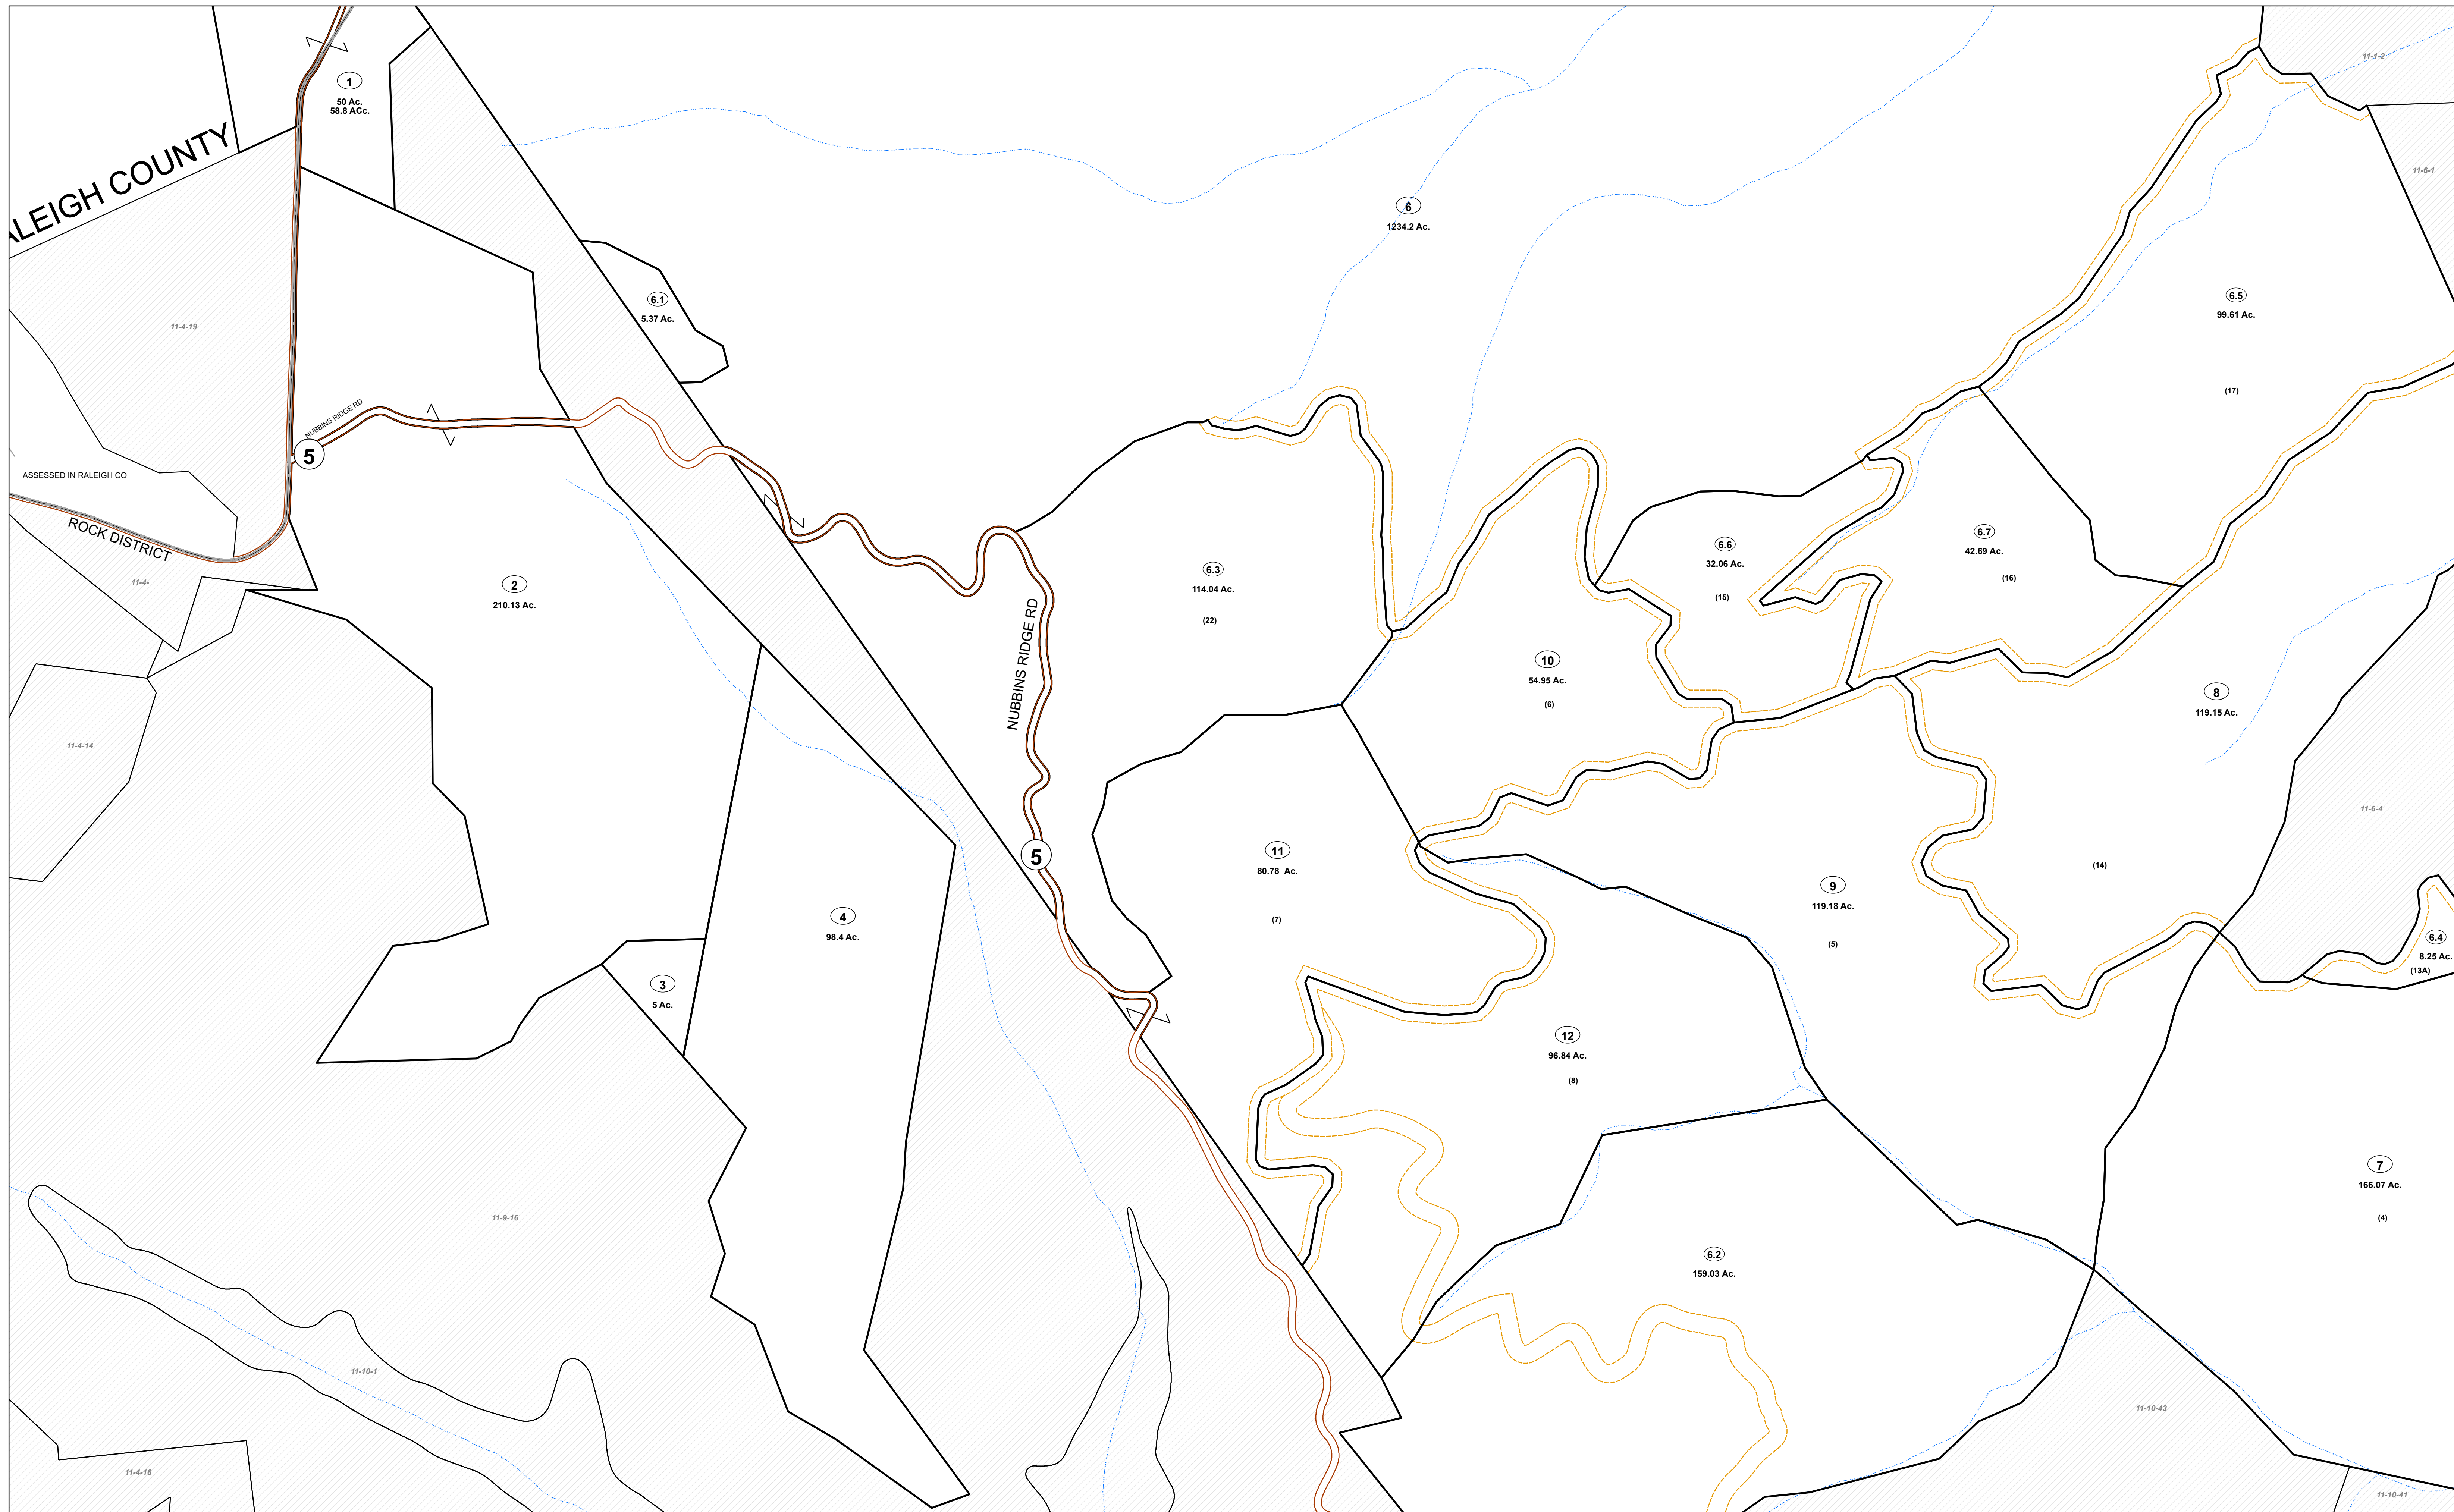 1
50 Ac.
58.8 ACc.
11-1-2
ALEIGH COUNTY
11-6-1
6
1234.2 Ac.
6.1
5.37 Ac.
6.5
99.61 Ac.
(17)
11-4-19
NUBBINS RIDGE RD
5
ASSESSED IN RALEIGH CO
ROCK DISTRICT
11-4-
2
210.13 Ac.
6.3
114.04 Ac.
(22)
6.6
32.06 Ac.
(15)
6.7
42.69 Ac.
(16)
NUBBINS RIDGE RD
10
54.95 Ac.
(6)
8
119.15 Ac.
(14)
11-4-14
11-6-4
5
11
80.78 Ac.
(7)
9
119.18 Ac.
(5)
4
98.4 Ac.
6.4
8.25 Ac.
(13A)
3
5 Ac.
12
96.84 Ac.
(8)
7
166.07 Ac.
(4)
11-9-16
6.2
159.03 Ac.
11-10-1
11-10-43
11-4-16
11-10-41